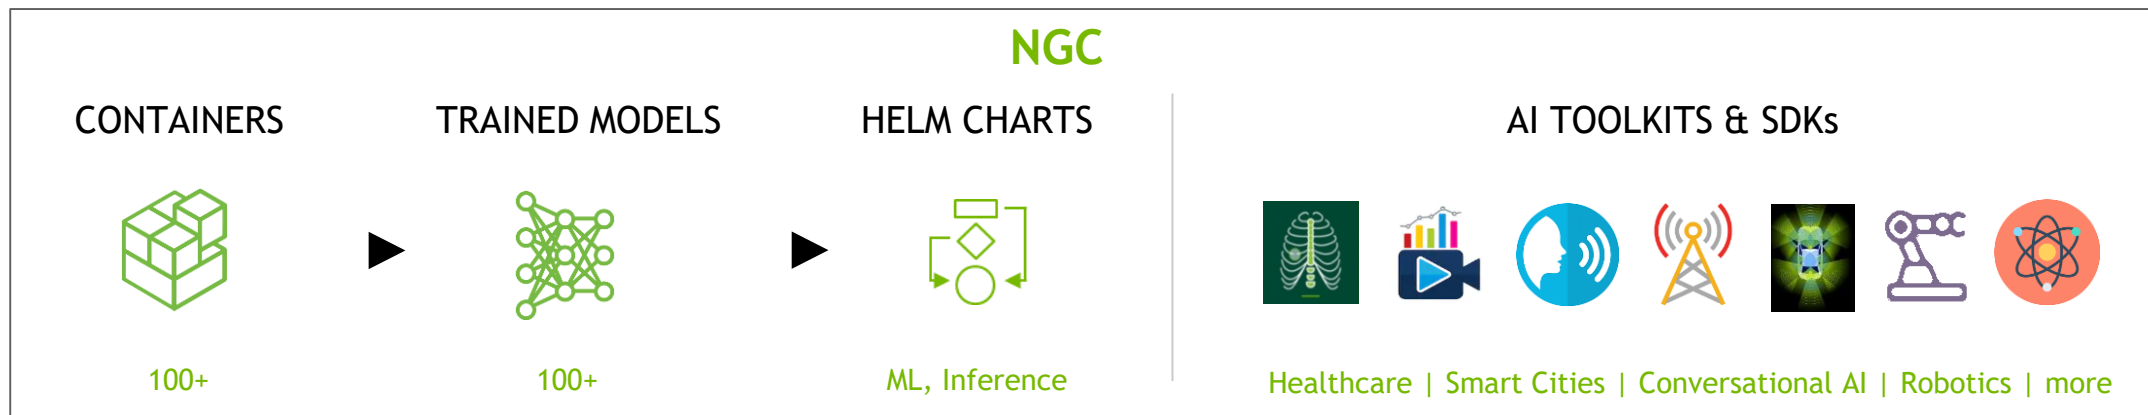 NGC
CONTAINERS
TRAINED MODELS
HELM CHARTS
AI TOOLKITS & SDKs
100+
100+
ML, Inference
Healthcare | Smart Cities | Conversational AI | Robotics | more